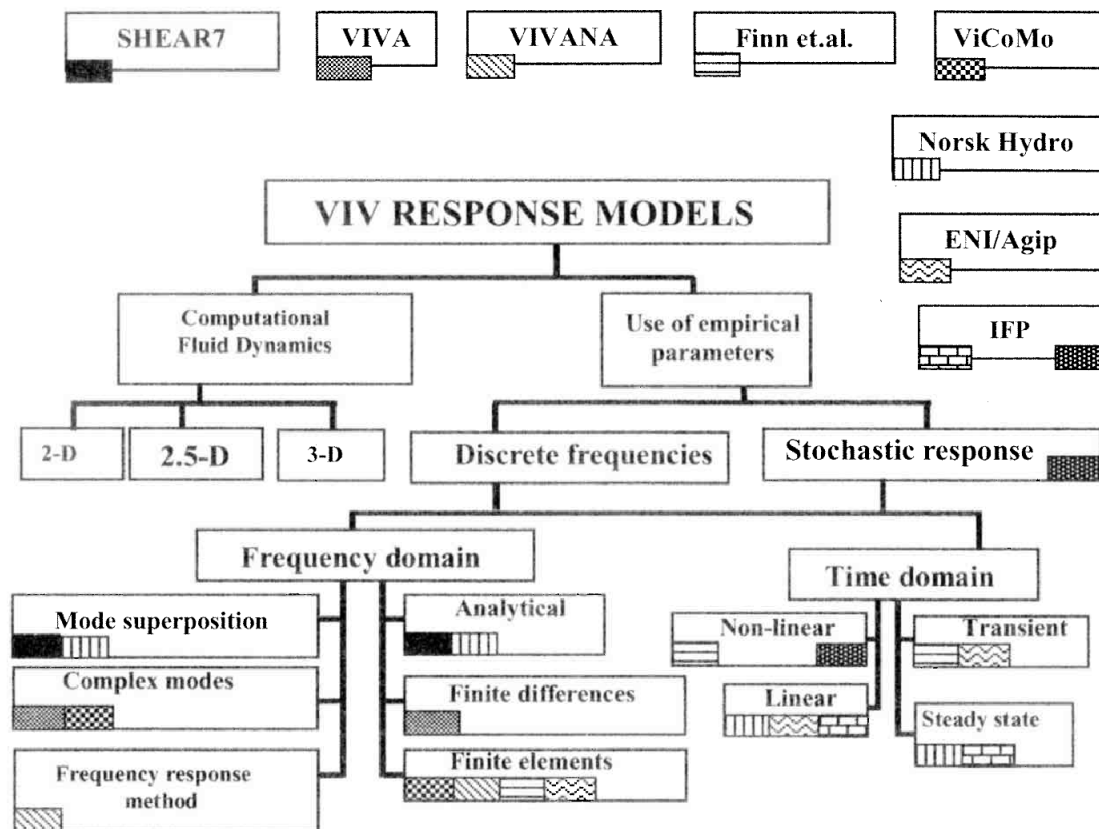 SHEAR7
VIVA
VIVANA
Finn et.al.
ViCoMo
Norsk Hydro
VIV RESPONSE MODELS
ENI/Agip
Computational
Fluid Dynamics
Use of empirical
parameters
IFP
2-D
2.5-D
3-D
Discrete frequencies
Stochastic response
Frequency domain
Time domain
Mode superposition
Analytical
Non-linear
Transient
Complex modes
Finite differences
Linear
Steady state
Frequency response
method
Finite elements